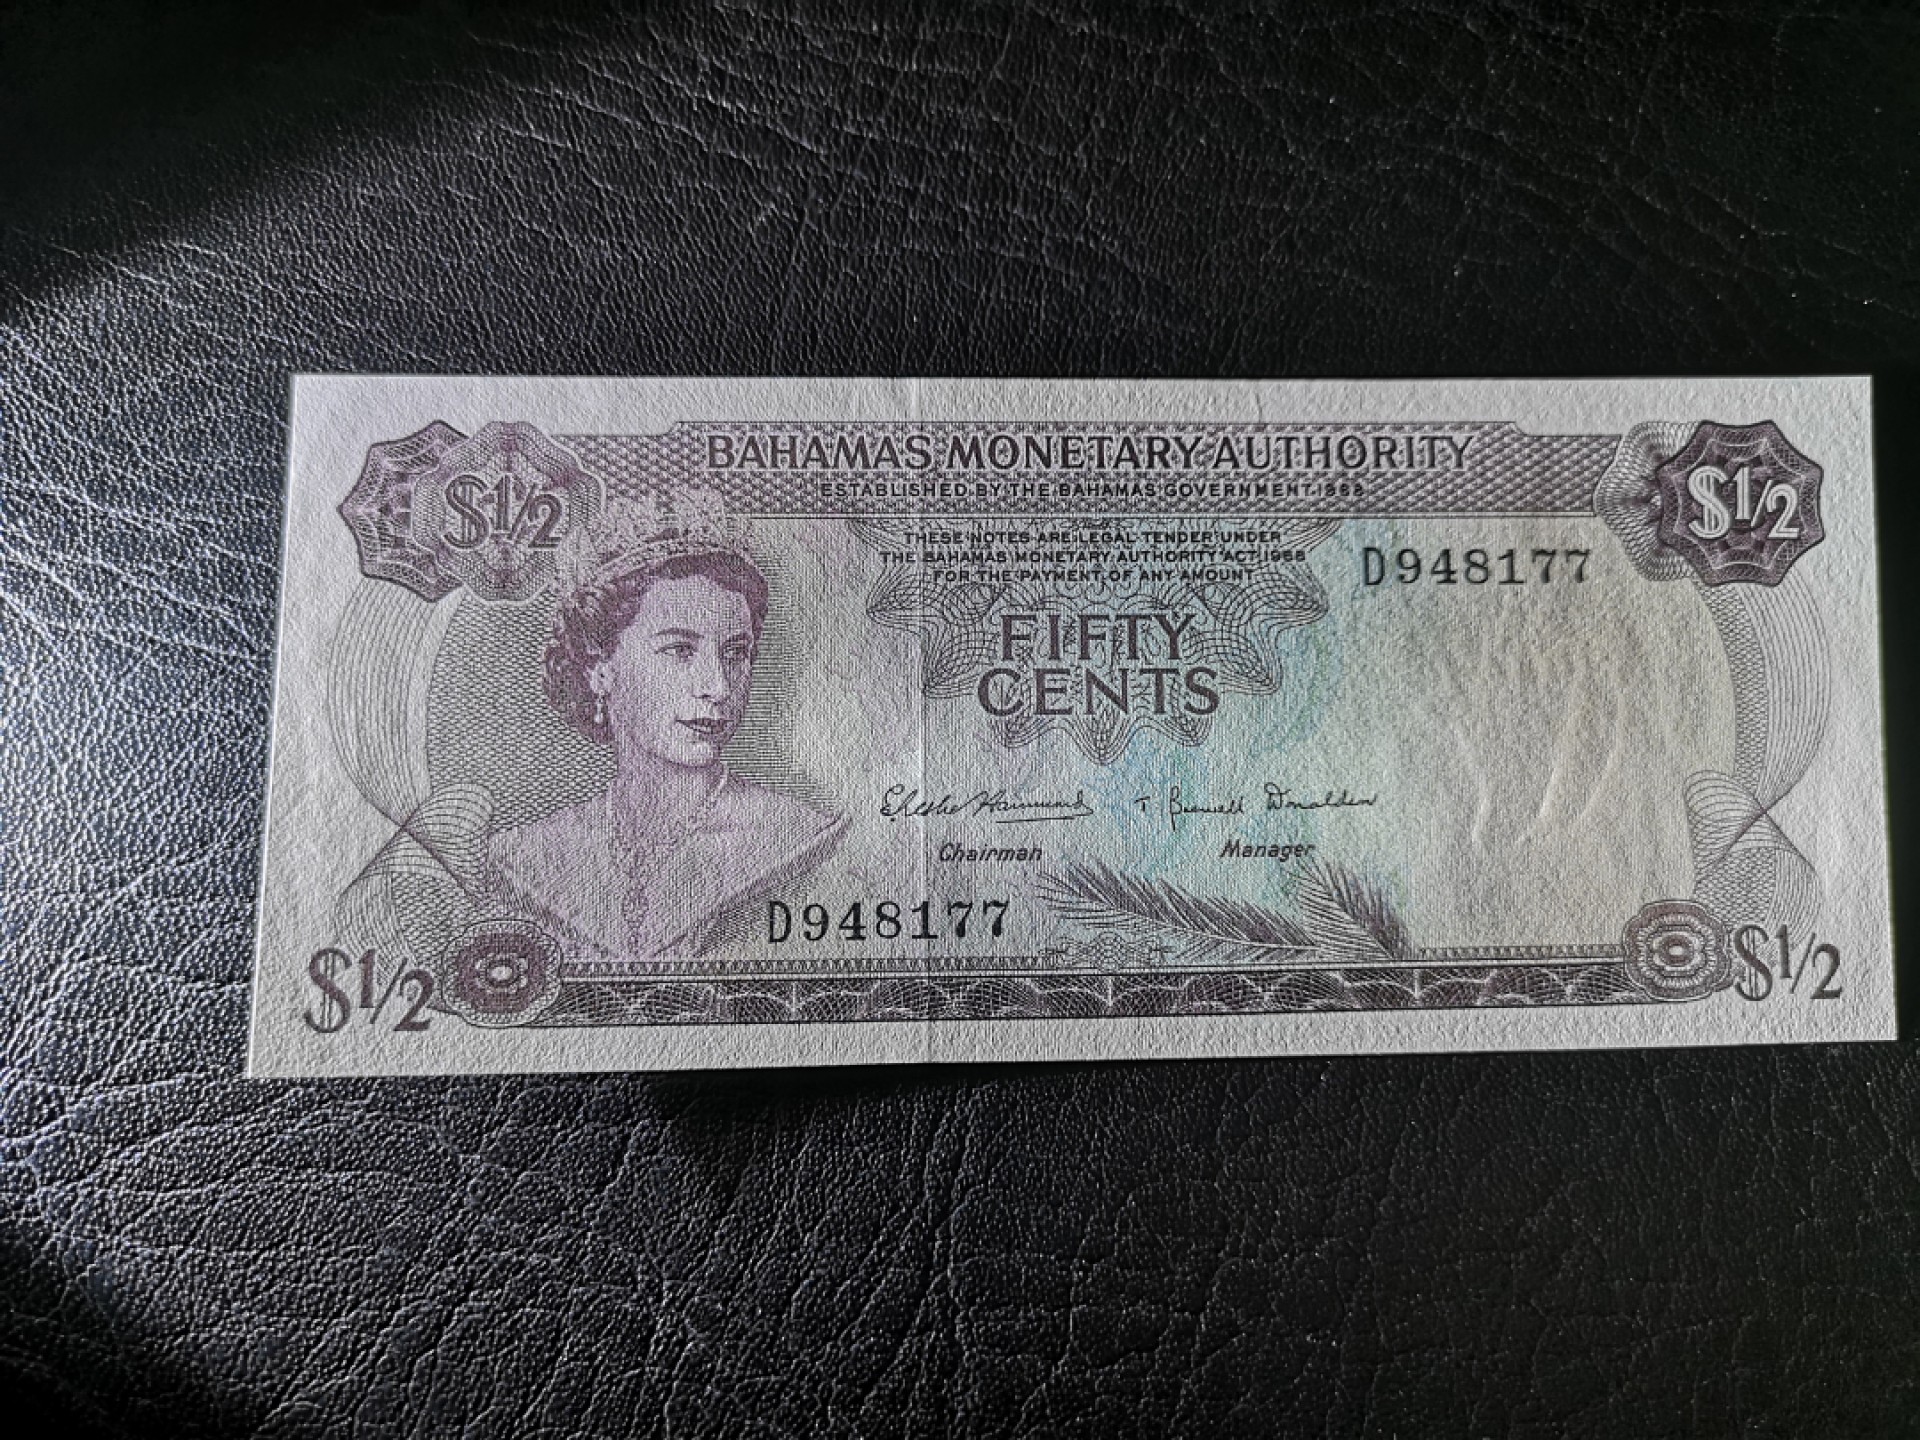 BAHAMAS MONETARY AUTHORITY
ESTABLISHED BY THE BAHAMAS GOVERNMENT 1968
$1/2
$1/2
THESE NOTES ARE LEGAL TENDER UNDER
THE BAHAMAS MONETARY AUTHORITY ACT 1968
FOR THE PAYMENT OF ANY AMOUNT
D948177
FIFTY
CENTS
T Donaldson
Chairman Manager
D948177
$1/2
$1/2